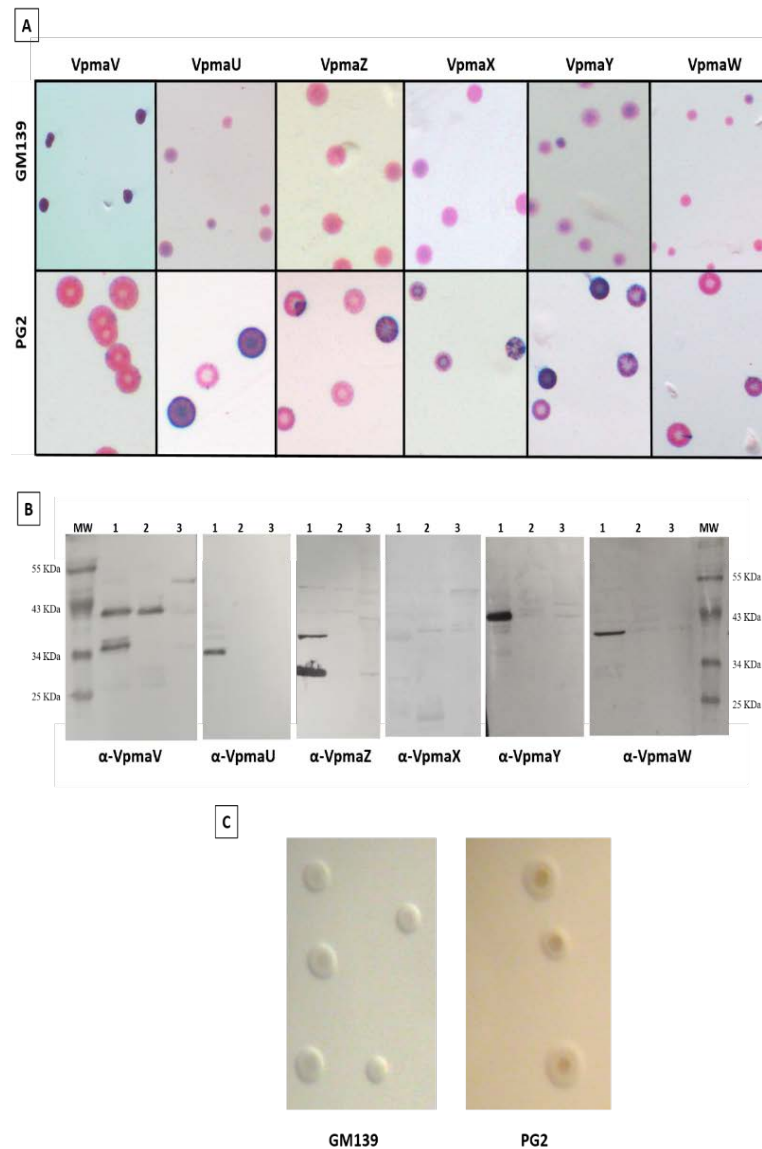 A
VpmaV VpmaU VpmaZ VpmaX VpmaY VpmaW
GM139
PG2
B
MW 1 2 3 1 2 3 1 2 3 1 2 3 1 2 3 1 2 3 MW
55 KDa 55 KDa
43 KDa 43 KDa
34 KDa 34 KDa
25 KDa 25 KDa
α-VpmaV α-VpmaU α-VpmaZ α-VpmaX α-VpmaY α-VpmaW
C
GM139 PG2